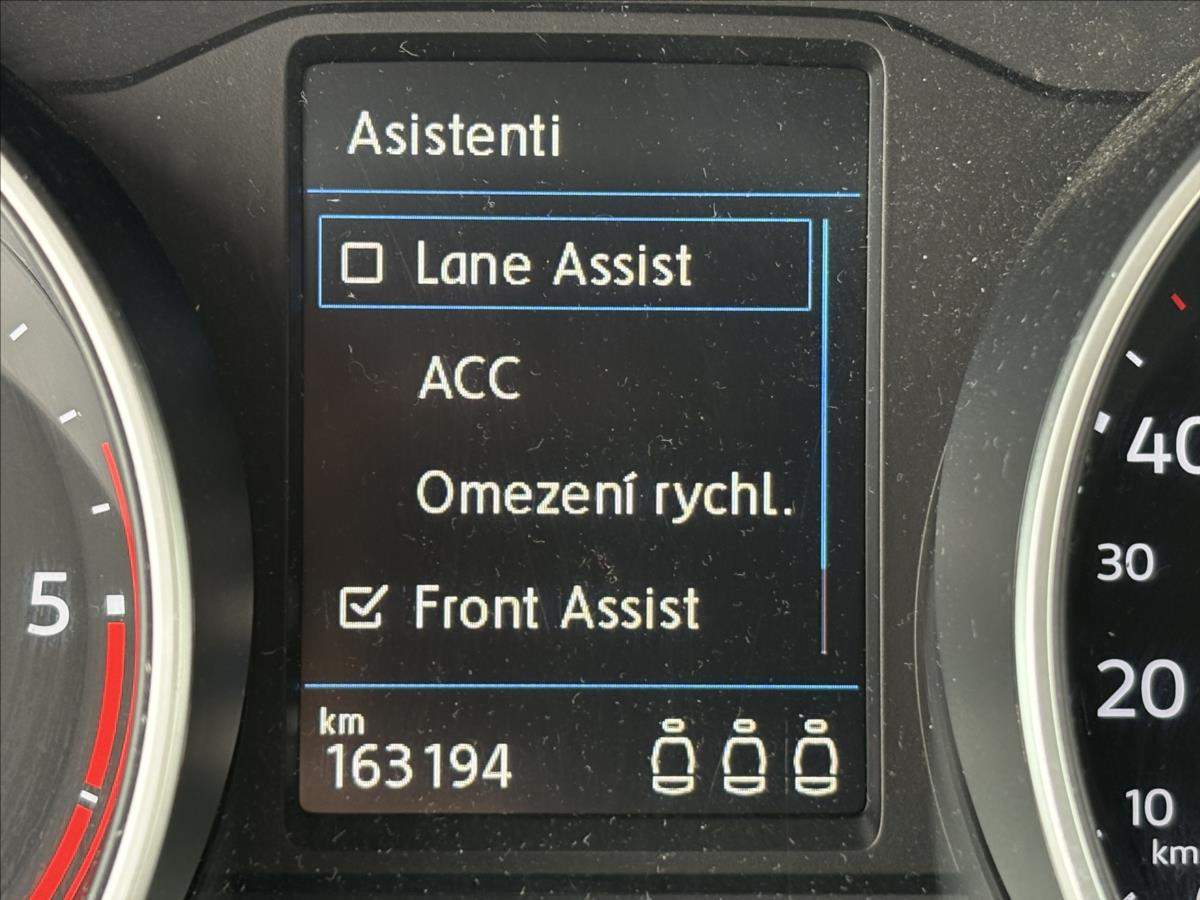 Asistenti
Lane Assist
ACC
Omezení rychl.
Front Assist
km
163194
5
40
30
20
10
km